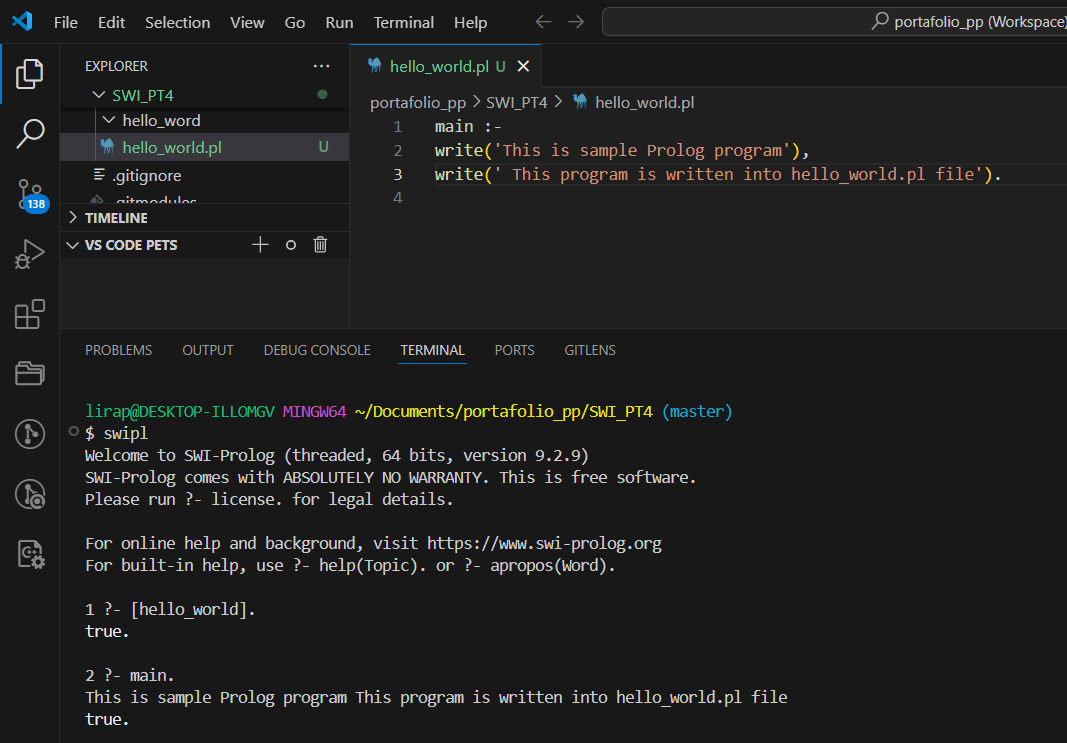 File Edit Selection View Go Run Terminal Help portafolio_pp (Workspace)
EXPLORER
SWI_PT4
hello_word
hello_world.pl U
.gitignore
.gitmodules
TIMELINE
VS CODE PETS
138
hello_world.pl U
portafolio_pp > SWI_PT4 > hello_world.pl
1 main :-
2 write('This is sample Prolog program'),
3 write(' This program is written into hello_world.pl file').
4
PROBLEMS OUTPUT DEBUG CONSOLE TERMINAL PORTS GITLENS
lirap@DESKTOP-ILLOMGV MINGW64 ~/Documents/portafolio_pp/SWI_PT4 (master)
$ swipl
Welcome to SWI-Prolog (threaded, 64 bits, version 9.2.9)
SWI-Prolog comes with ABSOLUTELY NO WARRANTY. This is free software.
Please run ?- license. for legal details.
For online help and background, visit https://www.swi-prolog.org
For built-in help, use ?- help(Topic). or ?- apropos(Word).
1 ?- [hello_world].
true.
2 ?- main.
This is sample Prolog program This program is written into hello_world.pl file
true.